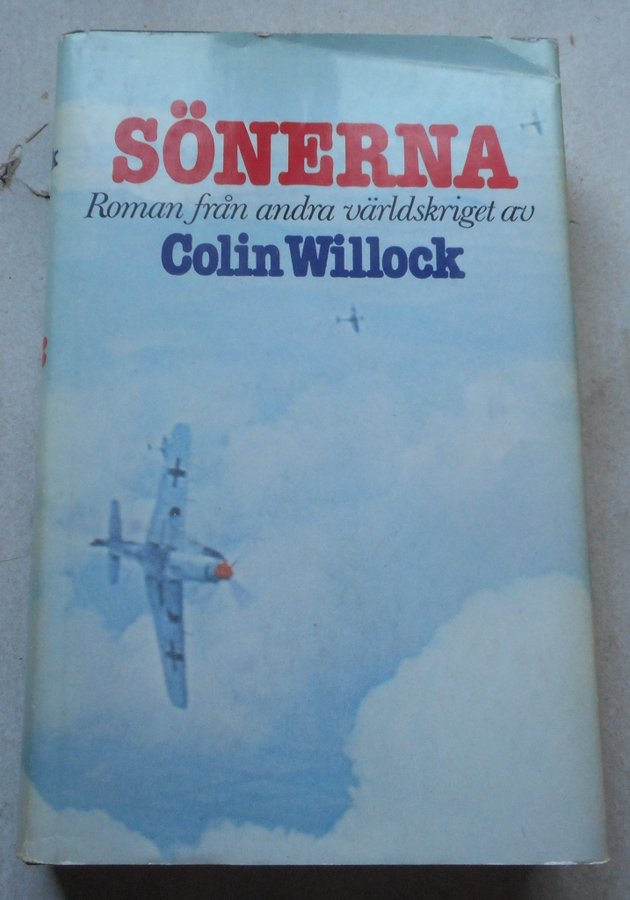 SÖNERNA
Roman från andra världskriget av
Colin Willock